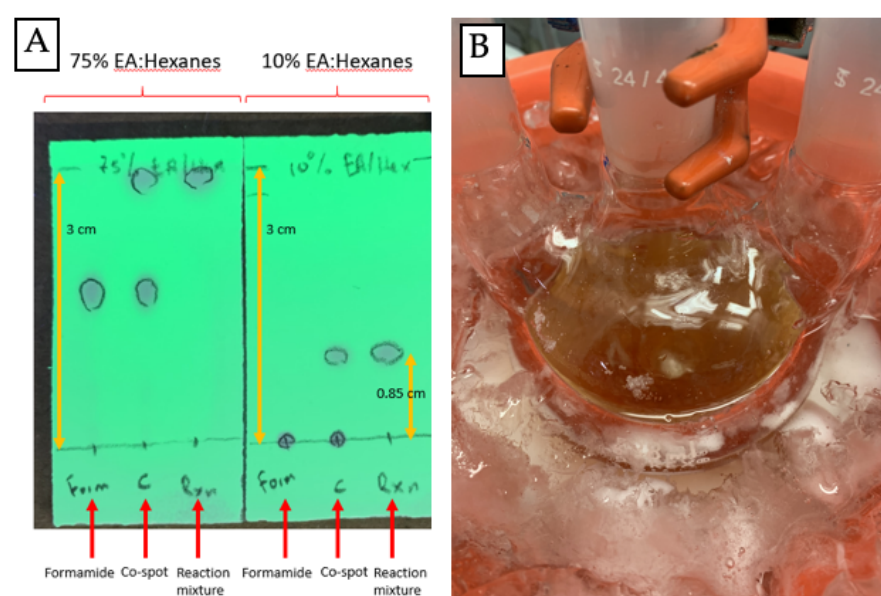 A
75% EA:Hexanes
10% EA:Hexanes
75% EA/Hex
10% EA/Hex
3 cm
3 cm
0.85 cm
Form
C
Rxn
Form
C
Rxn
Formamide
Co-spot
Reaction
mixture
Formamide
Co-spot
Reaction
mixture
B
24/4
24